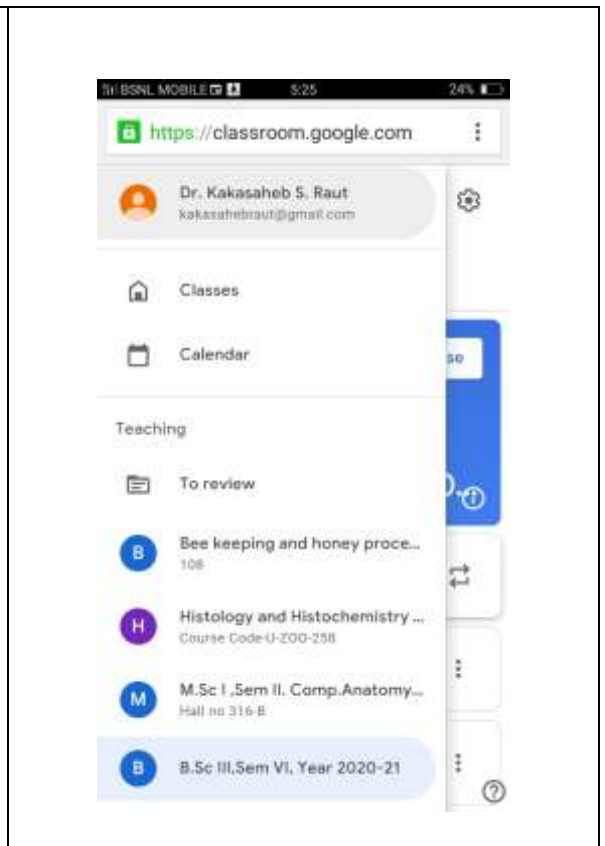 BSNL MOBILE 5:25 24%
https://classroom.google.com
Dr. Kakasaheb S. Raut
kakasahebraut@gmail.com
Classes
Calendar
se
Teaching
To review
B
Bee keeping and honey proce...
108
H
Histology and Histochemistry ...
Course Code-U-ZOO-258
M
M.Sc I ,Sem II. Comp.Anatomy...
Hall no 316-B
B
B.Sc III,Sem VI, Year 2020-21